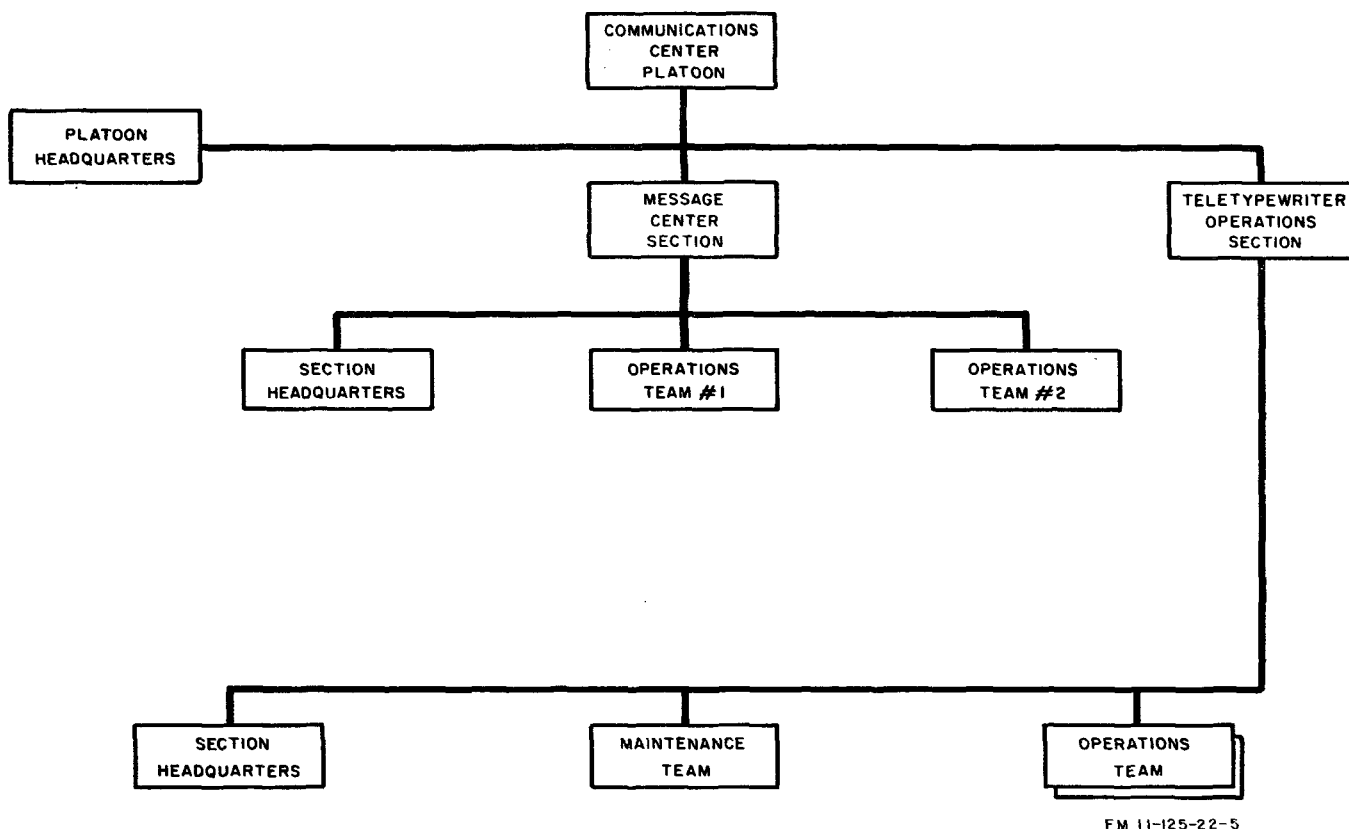 COMMUNICATIONS
CENTER
PLATOON
PLATOON
HEADQUARTERS
MESSAGE
CENTER
SECTION
TELETYPEWRITER
OPERATIONS
SECTION
SECTION
HEADQUARTERS
OPERATIONS
TEAM #1
OPERATIONS
TEAM #2
SECTION
HEADQUARTERS
MAINTENANCE
TEAM
OPERATIONS
TEAM
FM 11-125-22-5